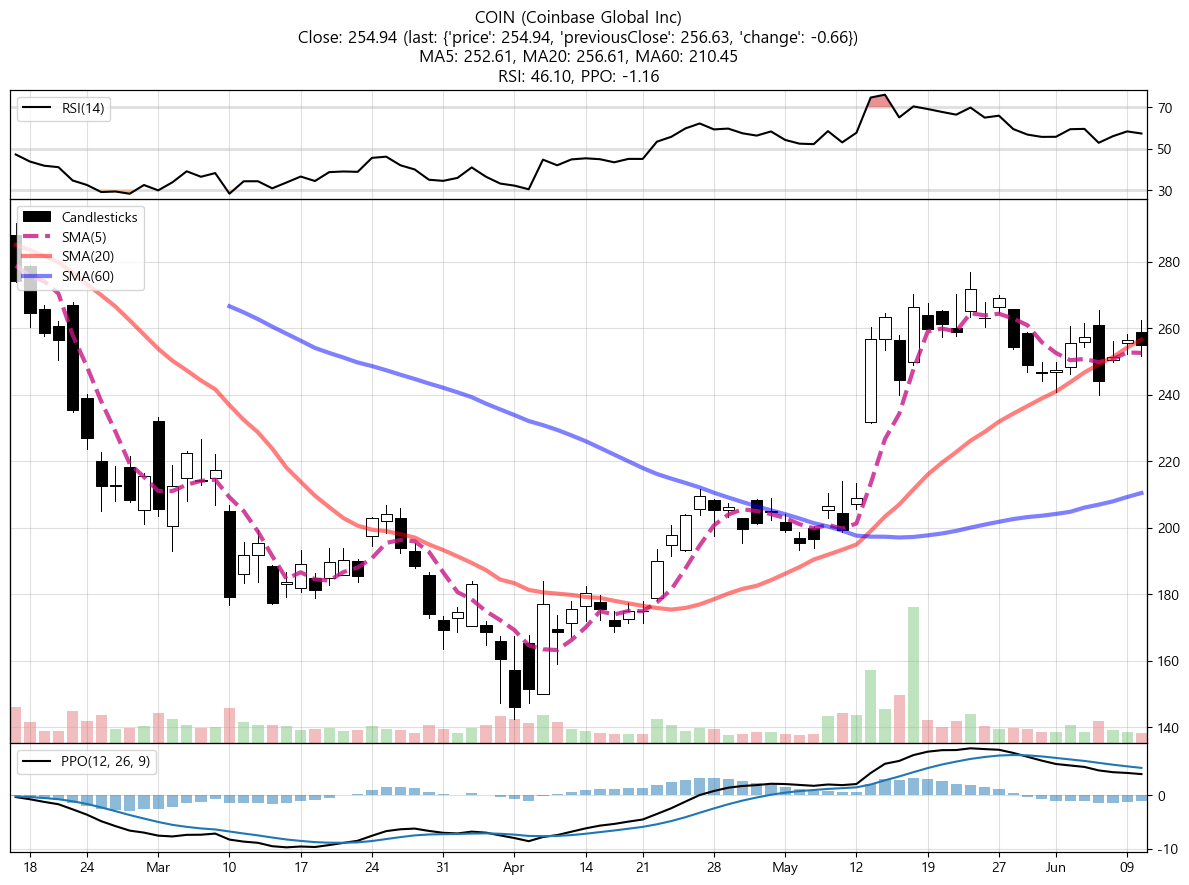 COIN (Coinbase Global Inc)
Close: 254.94 (last: {'price': 254.94, 'previousClose': 256.63, 'change': -0.66})
MA5: 252.61, MA20: 256.61, MA60: 210.45
RSI: 46.10, PPO: -1.16
RSI(14)
70
50
30
Candlesticks
SMA(5)
SMA(20)
SMA(60)
280
260
240
220
200
180
160
140
PPO(12, 26, 9)
0
-10
18 24 Mar 10 17 24 31 Apr 14 21 28 May 12 19 27 Jun 09